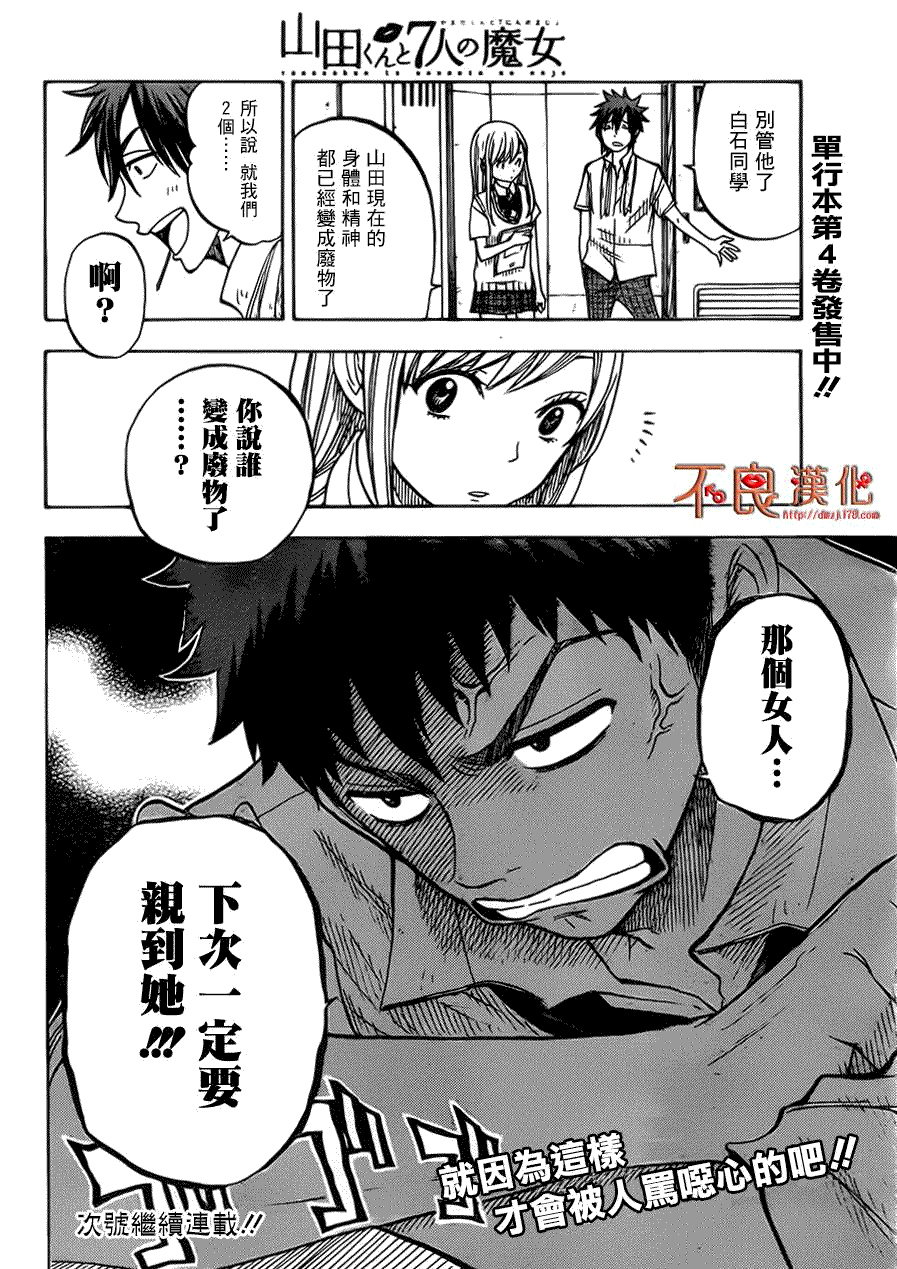 山田くんと7人の魔女
單行本第4卷發售中!!
別管他了
白石同學
山田現在的
身體和精神
都已經變成廢物了
所以說 就我們
2個……
啊?
你說誰
變成廢物了
……?
不良漢化
http://dmzj178.com/
那個女人…
下次一定要
親到她!!!
ゴゴゴ
就因為這樣
才會被人罵噁心的吧!!
次號繼續連載!!